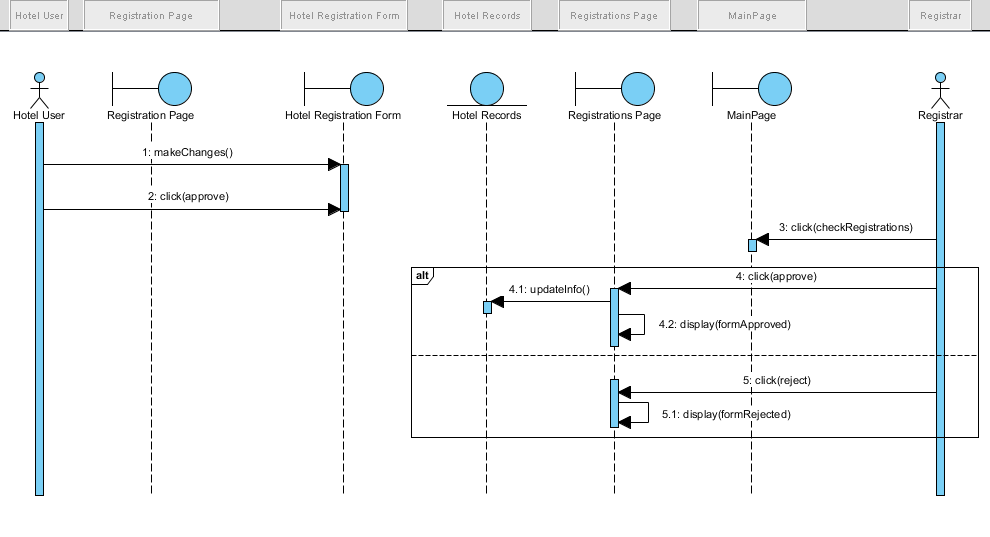 Hotel User
Registration Page
Hotel Registration Form
Hotel Records
Registrations Page
MainPage
Registrar
Hotel User
Registration Page
Hotel Registration Form
Hotel Records
Registrations Page
MainPage
Registrar
1: makeChanges()
2: click(approve)
3: click(checkRegistrations)
alt
4: click(approve)
4.1: updateInfo()
4.2: display(formApproved)
5: click(reject)
5.1: display(formRejected)